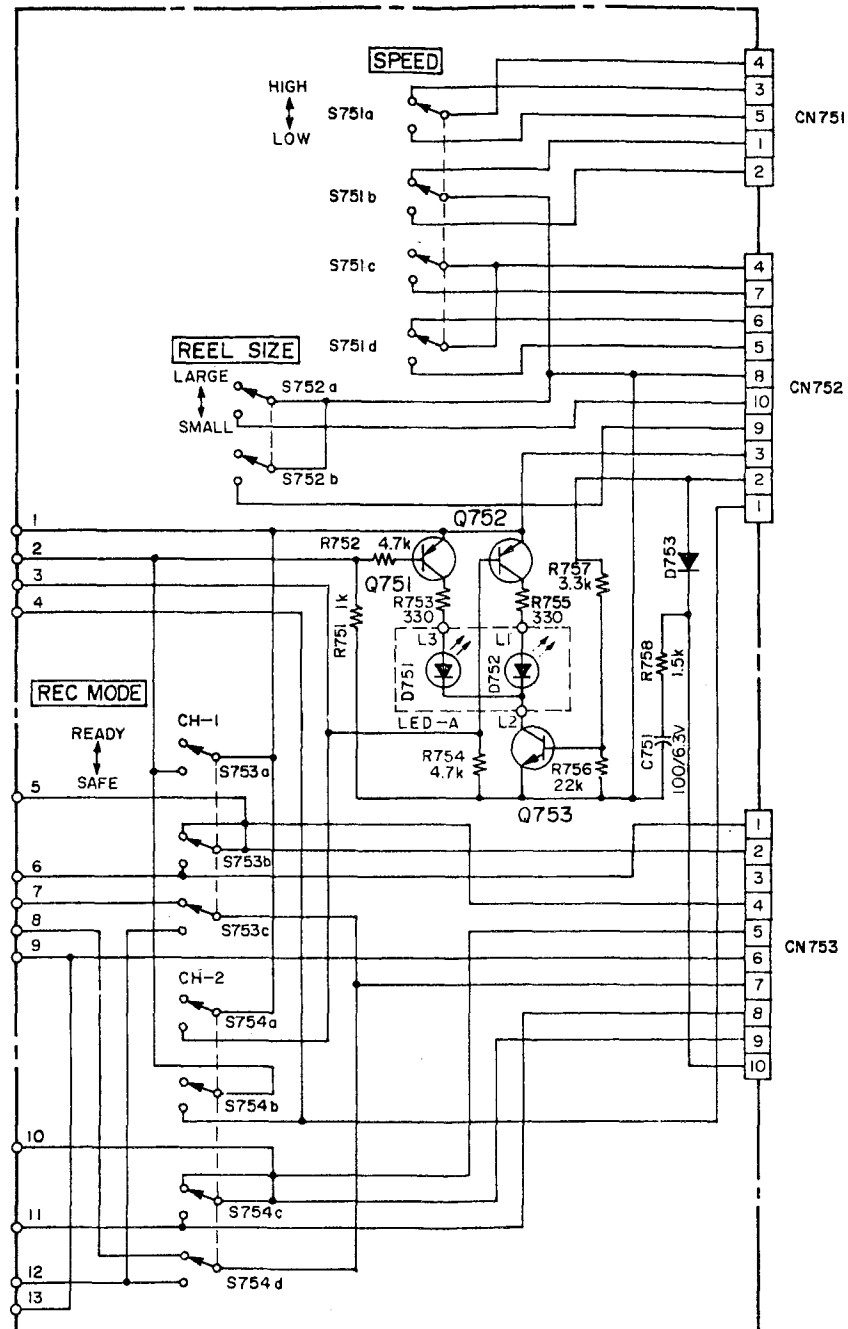 SPEED
HIGH
LOW
S751a
S751b
S751c
S751d
4
3
5
1
2
CN751
REEL SIZE
LARGE
SMALL
S752a
S752b
4
7
6
5
8
10
9
3
2
1
CN752
1
2
3
4
R752 4.7k
Q752
Q751
R751 1k
R753
330
R755
330
R757
3.3k
D753
L3
L1
D751
D752
L2
LED-A
R758
1.5k
C751
100/6.3V
R754
4.7k
R756
22k
Q753
REC MODE
READY
SAFE
CH-1
S753a
S753b
S753c
5
6
7
8
9
CH-2
S754a
S754b
S754c
S754d
10
11
12
13
1
2
3
4
5
6
7
8
9
10
CN753